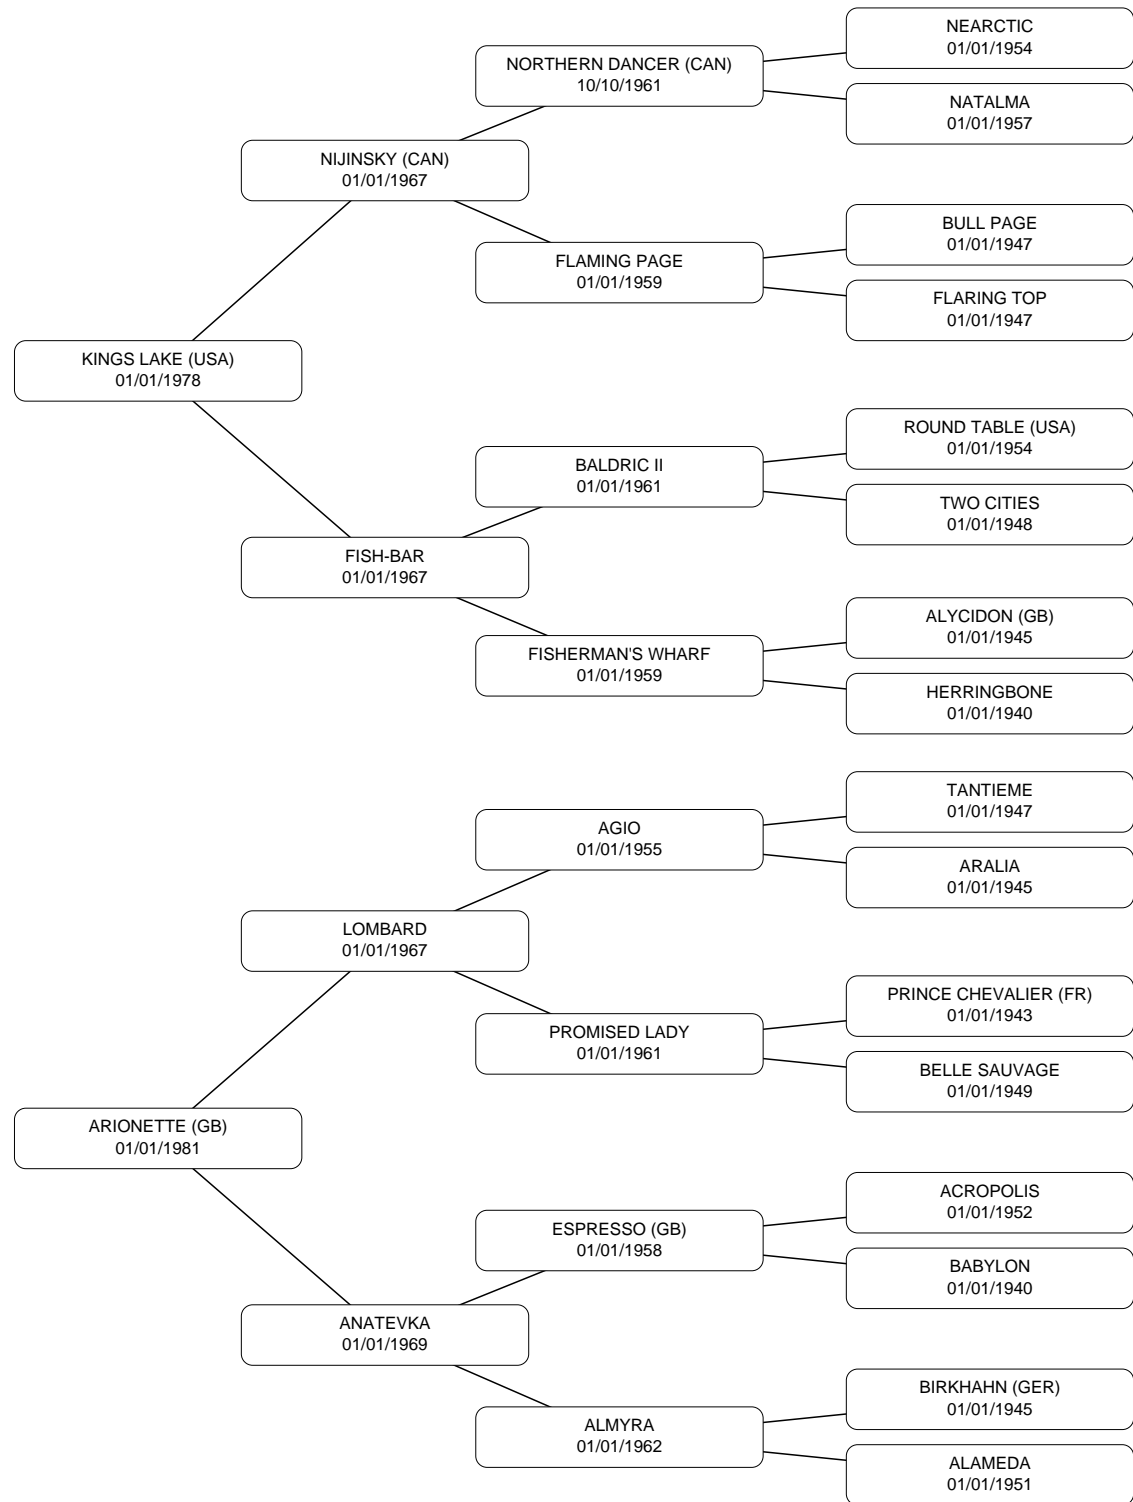 NEARCTIC
01/01/1954
NORTHERN DANCER (CAN)
10/10/1961
NATALMA
01/01/1957
NIJINSKY (CAN)
01/01/1967
BULL PAGE
01/01/1947
FLAMING PAGE
01/01/1959
FLARING TOP
01/01/1947
KINGS LAKE (USA)
01/01/1978
ROUND TABLE (USA)
01/01/1954
BALDRIC II
01/01/1961
TWO CITIES
01/01/1948
FISH-BAR
01/01/1967
ALYCIDON (GB)
01/01/1945
FISHERMAN'S WHARF
01/01/1959
HERRINGBONE
01/01/1940
TANTIEME
01/01/1947
AGIO
01/01/1955
ARALIA
01/01/1945
LOMBARD
01/01/1967
PRINCE CHEVALIER (FR)
01/01/1943
PROMISED LADY
01/01/1961
BELLE SAUVAGE
01/01/1949
ARIONETTE (GB)
01/01/1981
ACROPOLIS
01/01/1952
ESPRESSO (GB)
01/01/1958
BABYLON
01/01/1940
ANATEVKA
01/01/1969
BIRKHAHN (GER)
01/01/1945
ALMYRA
01/01/1962
ALAMEDA
01/01/1951